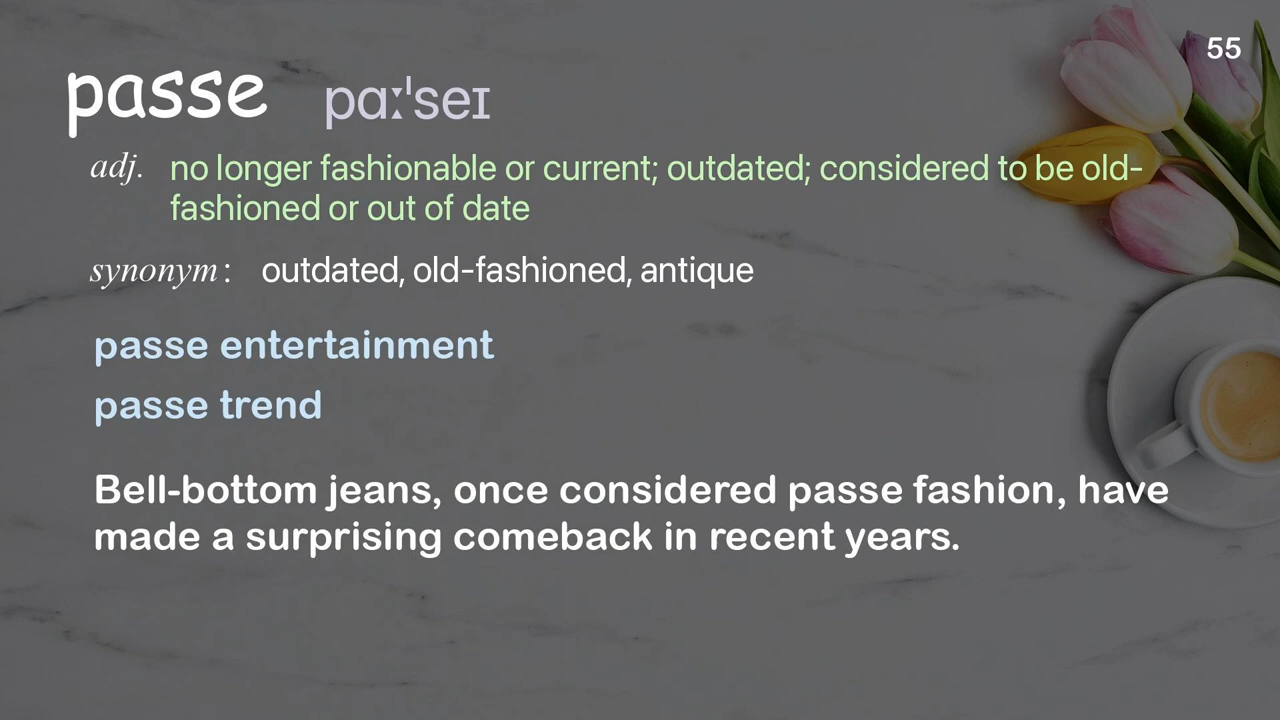 55
passe pɑːˈseɪ
adj. no longer fashionable or current; outdated; considered to be old-
fashioned or out of date
synonym: outdated, old-fashioned, antique
passe entertainment
passe trend
Bell-bottom jeans, once considered passe fashion, have
made a surprising comeback in recent years.